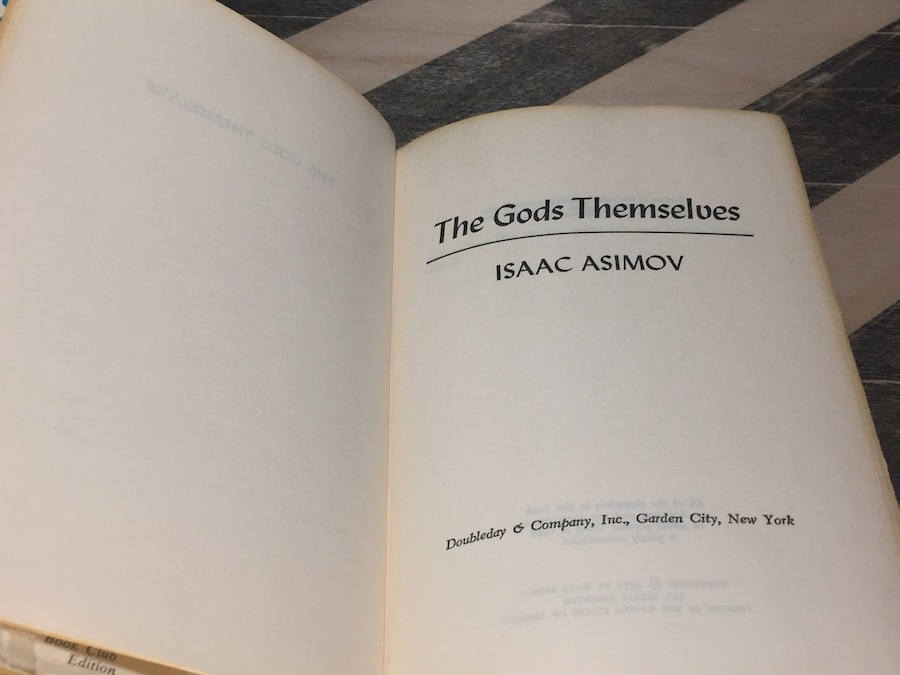 The Gods Themselves
ISAAC ASIMOV
Doubleday & Company, Inc., Garden City, New York
Book Club
Edition